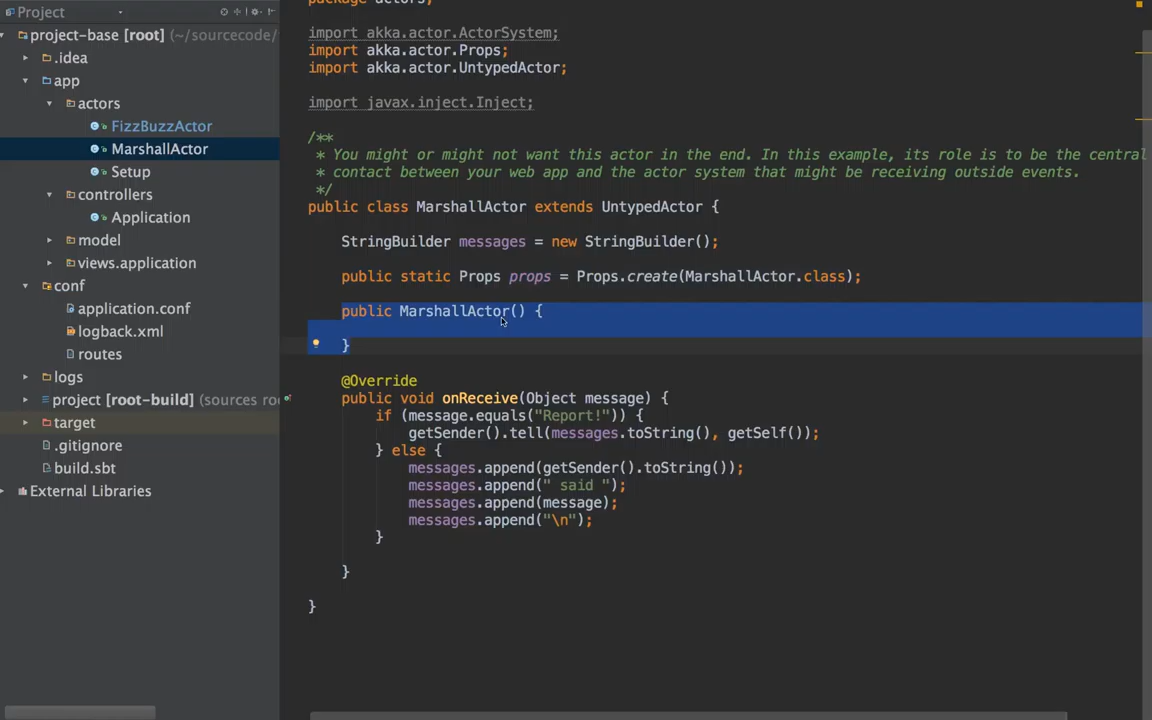 Project
project-base [root] (~/sourcecode/
.idea
app
actors
FizzBuzzActor
MarshallActor
Setup
controllers
Application
model
views.application
conf
application.conf
logback.xml
routes
logs
project [root-build] (sources ro
target
.gitignore
build.sbt
External Libraries
package actors;
import akka.actor.ActorSystem;
import akka.actor.Props;
import akka.actor.UntypedActor;
import javax.inject.Inject;
/**
* You might or might not want this actor in the end. In this example, its role is to be the central
* contact between your web app and the actor system that might be receiving outside events.
*/
public class MarshallActor extends UntypedActor {
StringBuilder messages = new StringBuilder();
public static Props props = Props.create(MarshallActor.class);
public MarshallActor() {
}
@Override
public void onReceive(Object message) {
if (message.equals("Report!")) {
getSender().tell(messages.toString(), getSelf());
} else {
messages.append(getSender().toString());
messages.append(" said ");
messages.append(message);
messages.append("\n");
}
}
}